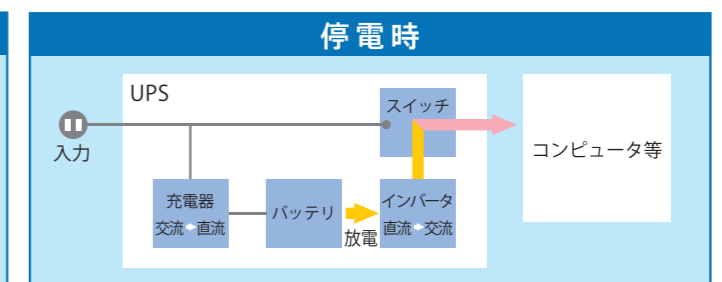 停電時
UPS
スイッチ
入力
コンピュータ等
充電器
交流 直流
バッテリ
放電
インバータ
直流 交流